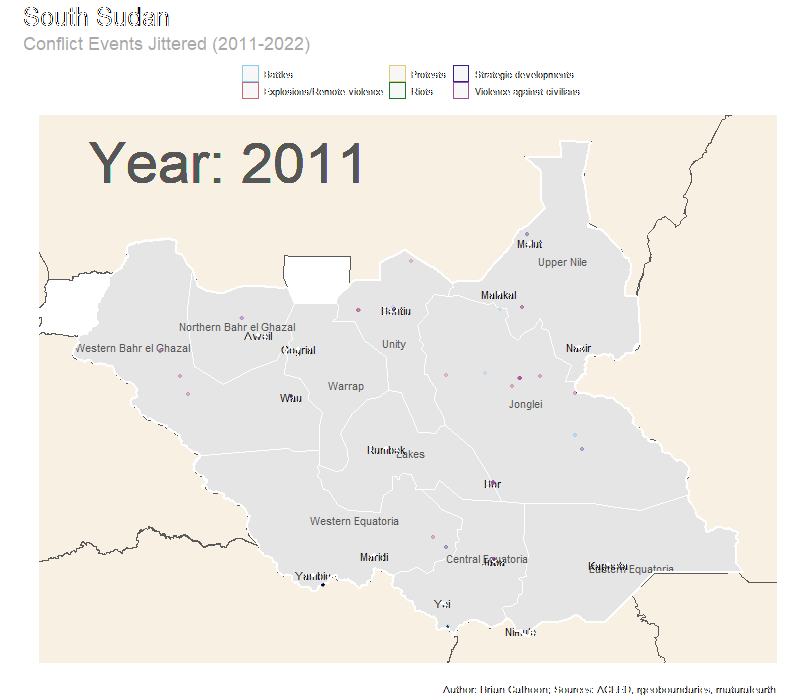 South Sudan
Conflict Events Jittered (2011-2022)
Battles Protests Strategic developments
Explosions/Remote violence Riots Violence against civilians
Year: 2011
Malut
Upper Nile
Malakal
Bentiu
Northern Bahr el Ghazal
Aweil
Unity
Western Bahr el Ghazal
Gogrial
Nasir
Warrap
Wau
Jonglei
Rumbek
Lakes
Bor
Western Equatoria
Maridi
Central Equatoria
Juba
Kapoeta
Eastern Equatoria
Yambio
Yei
Nimule
Author: Brian Calhoon; Sources: ACLED, rgeoboundaries, rnaturalearth